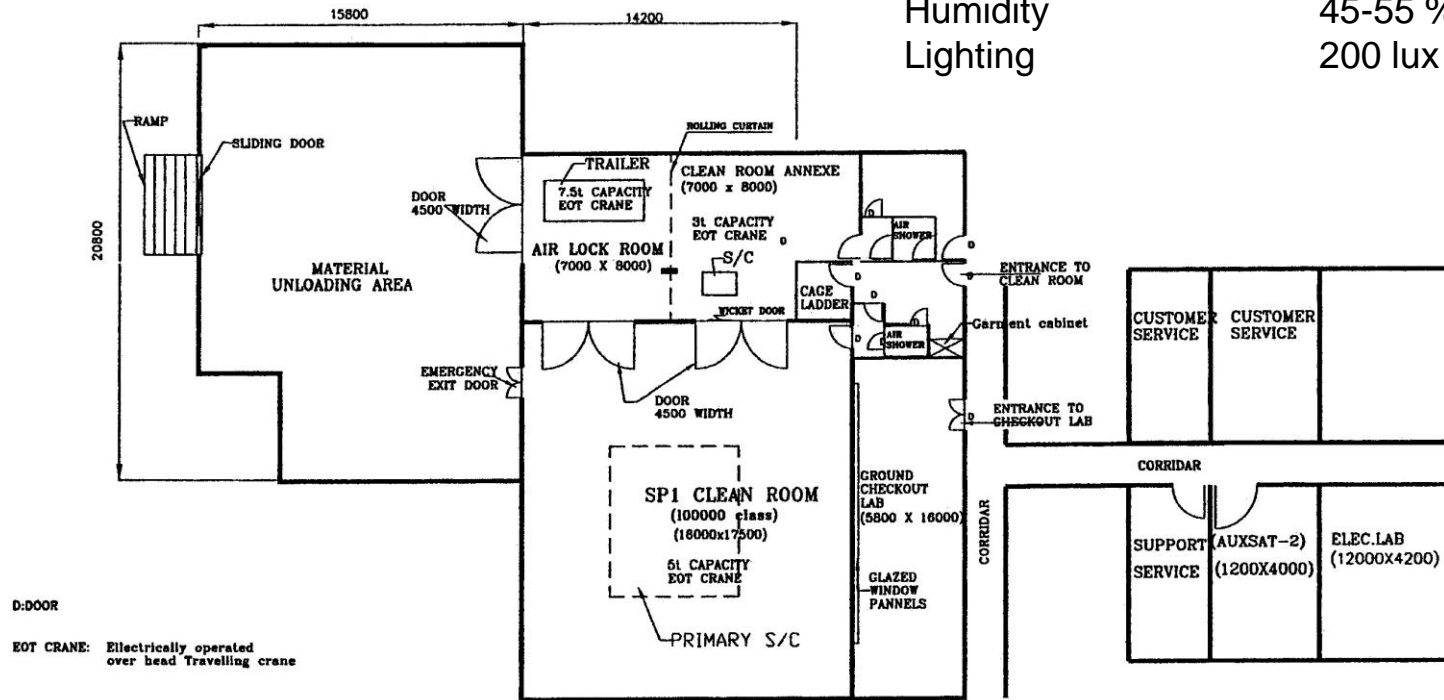 Humidity 45-55 %
Lighting 200 lux
15800
14200
20800
RAMP
SLIDING DOOR
MATERIAL
UNLOADING AREA
DOOR
4500 WIDTH
ROLLING CURTAIN
TRAILER
7.5t CAPACITY
EOT CRANE
AIR LOCK ROOM
(7000 X 8000)
CLEAN ROOM ANNEXE
(7000 x 8000)
3t CAPACITY
EOT CRANE
D
S/C
WICKET DOOR
CAGE
LADDER
D
AIR
SHOWER
D
D
ENTRANCE TO
CLEAN ROOM
D
D
D
D
D
AIR
SHOWER
Garment cabinet
EMERGENCY
EXIT DOOR
DOOR
4500 WIDTH
D
ENTRANCE TO
CHECKOUT LAB
SP1 CLEAN ROOM
(100000 class)
(18000x17500)
5t CAPACITY
EOT CRANE
PRIMARY S/C
GROUND
CHECKOUT
LAB
(5800 X 16000)
GLAZED
WINDOW
PANNELS
CORRIDAR
CUSTOMER
SERVICE
CUSTOMER
SERVICE
CORRIDAR
SUPPORT
SERVICE
(AUXSAT-2)
(1200X4000)
ELEC.LAB
(12000X4200)
D:DOOR
EOT CRANE: Ellectrically operated
over head Travelling crane